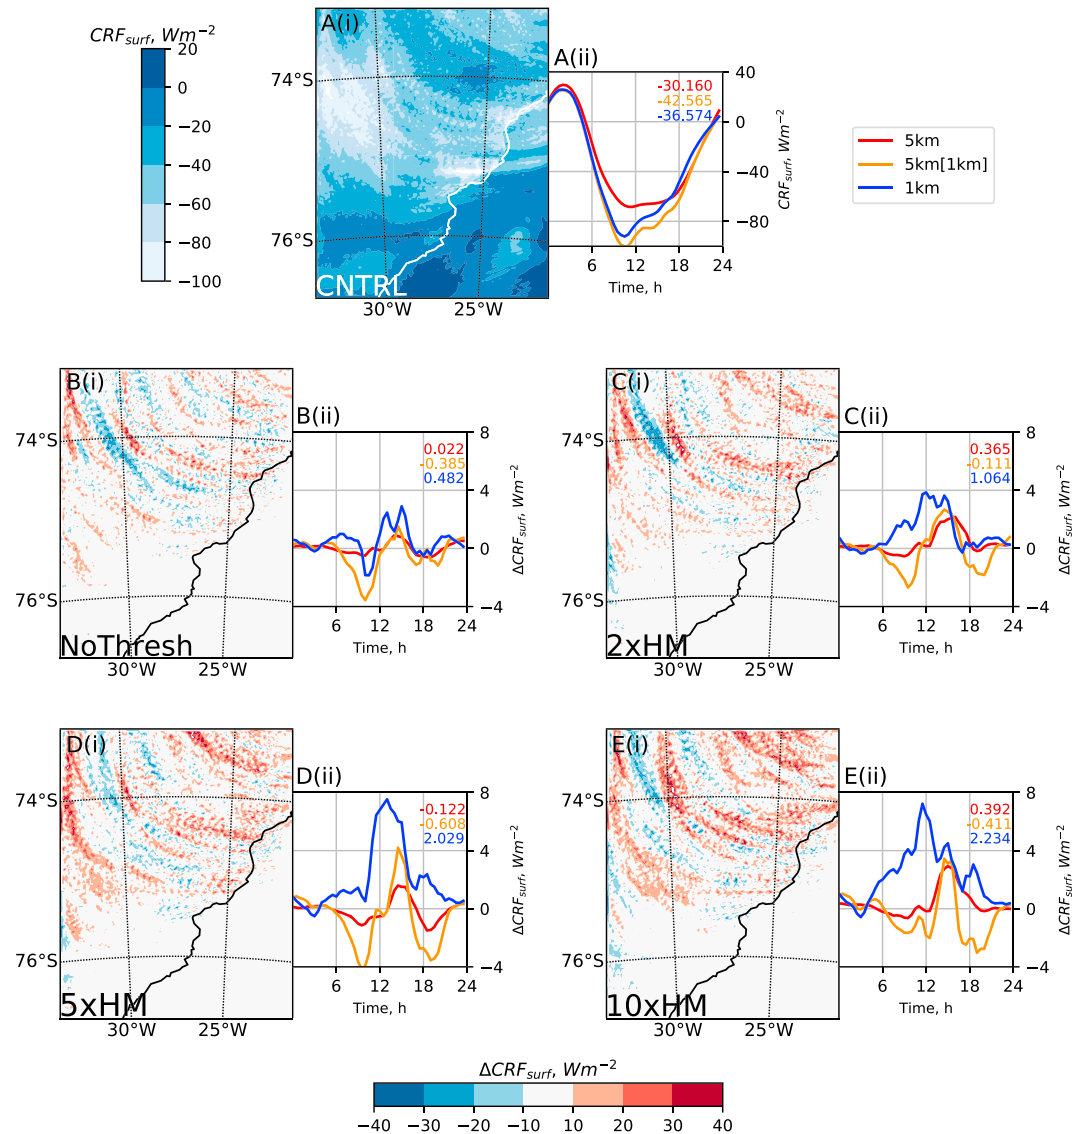 CRF_surf, Wm⁻²
20
0
−20
−40
−60
−80
−100
A(i)
74°S
76°S
CNTRL
30°W 25°W
A(ii)
-30.160
-42.565
-36.574
40
0
−40
−80
CRF_surf, Wm⁻²
6 12 18 24
Time, h
5km
5km[1km]
1km
B(i)
74°S
76°S
NoThresh
30°W 25°W
B(ii)
0.022
-0.385
0.482
8
4
0
−4
ΔCRF_surf, Wm⁻²
6 12 18 24
Time, h
C(i)
74°S
76°S
2xHM
30°W 25°W
C(ii)
0.365
-0.111
1.064
8
4
0
−4
ΔCRF_surf, Wm⁻²
6 12 18 24
Time, h
D(i)
74°S
76°S
5xHM
30°W 25°W
D(ii)
-0.122
-0.608
2.029
8
4
0
−4
ΔCRF_surf, Wm⁻²
6 12 18 24
Time, h
E(i)
74°S
76°S
10xHM
30°W 25°W
E(ii)
0.392
-0.411
2.234
8
4
0
−4
ΔCRF_surf, Wm⁻²
6 12 18 24
Time, h
ΔCRF_surf, Wm⁻²
−40 −30 −20 −10 10 20 30 40